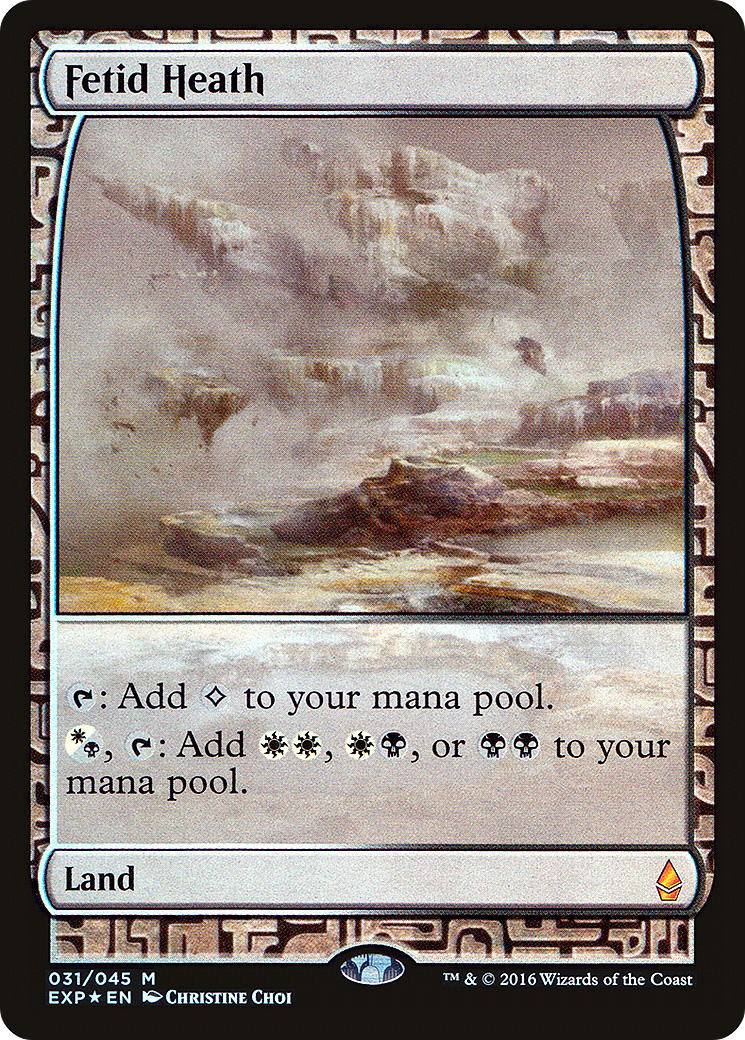 Fetid Heath
: Add to your mana pool.
, : Add , , or to your
mana pool.
Land
031/045 M
EXP★EN Christine Choi
™ & © 2016 Wizards of the Coast